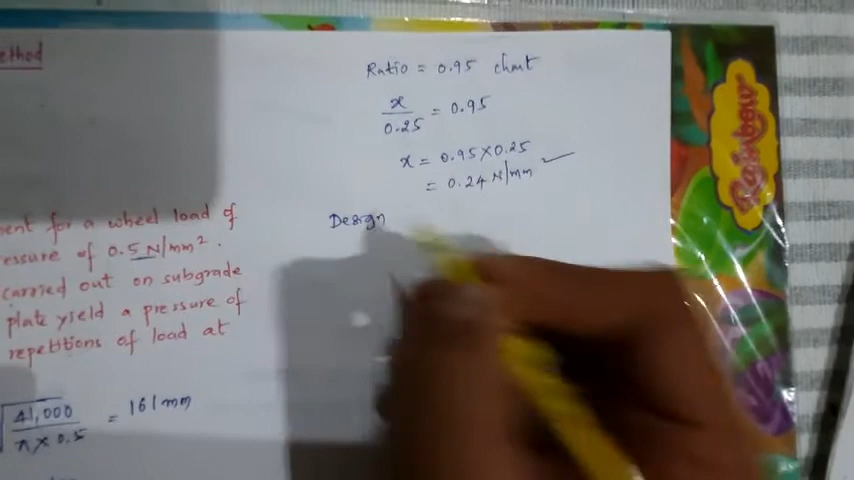 ethod
ent for a wheel load of
essure of 0.5 N/mm².
carried out on subgrade
plate yield a pressure of
repetitions of load at
√41,000/π×0.5 = 161mm
Ratio = 0.95 chart
x/0.25 = 0.95
x = 0.95×0.25
= 0.24 N/mm
Design
Rainbow